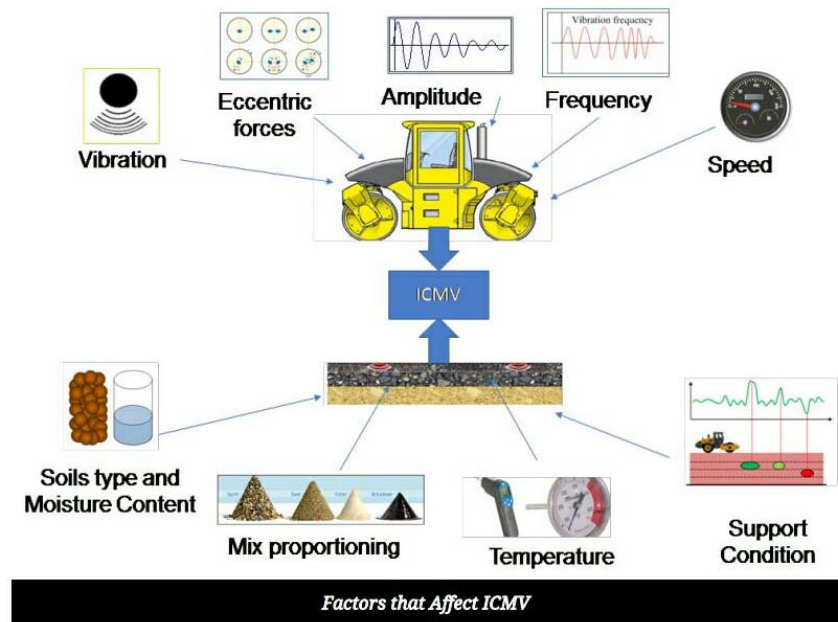 Vibration frequency
Eccentric
forces
Amplitude
Frequency
Vibration
Speed
ICMV
Soils type and
Moisture Content
Mix proportioning
Temperature
Support
Condition
Factors that Affect ICMV